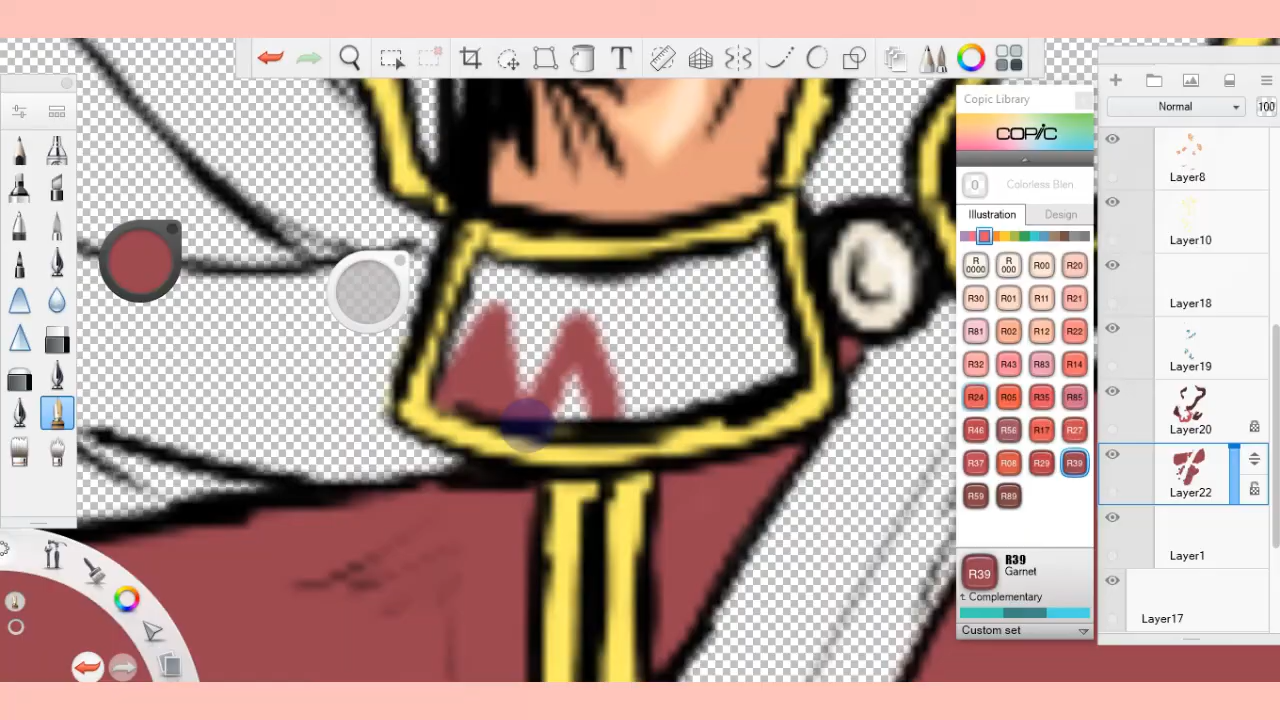 T
Copic Library
COPIC
0 Colorless Blen
Illustration Design
R0000 R000 R00 R20
R30 R01 R11 R21
R81 R02 R12 R22
R32 R43 R83 R14
R24 R05 R35 R85
R46 R56 R17 R27
R37 R08 R29 R39
R59 R89
R39 R39
Garnet
Complementary
Custom set
Normal 100
Layer8
Layer10
Layer18
Layer19
Layer20
Layer22
Layer1
Layer17